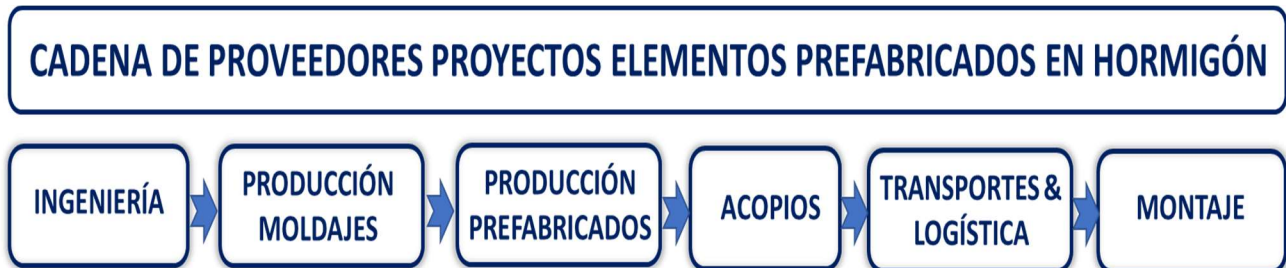 CADENA DE PROVEEDORES PROYECTOS ELEMENTOS PREFABRICADOS EN HORMIGÓN
INGENIERÍA
PRODUCCIÓN
MOLDAJES
PRODUCCIÓN
PREFABRICADOS
ACOPIOS
TRANSPORTES &
LOGÍSTICA
MONTAJE